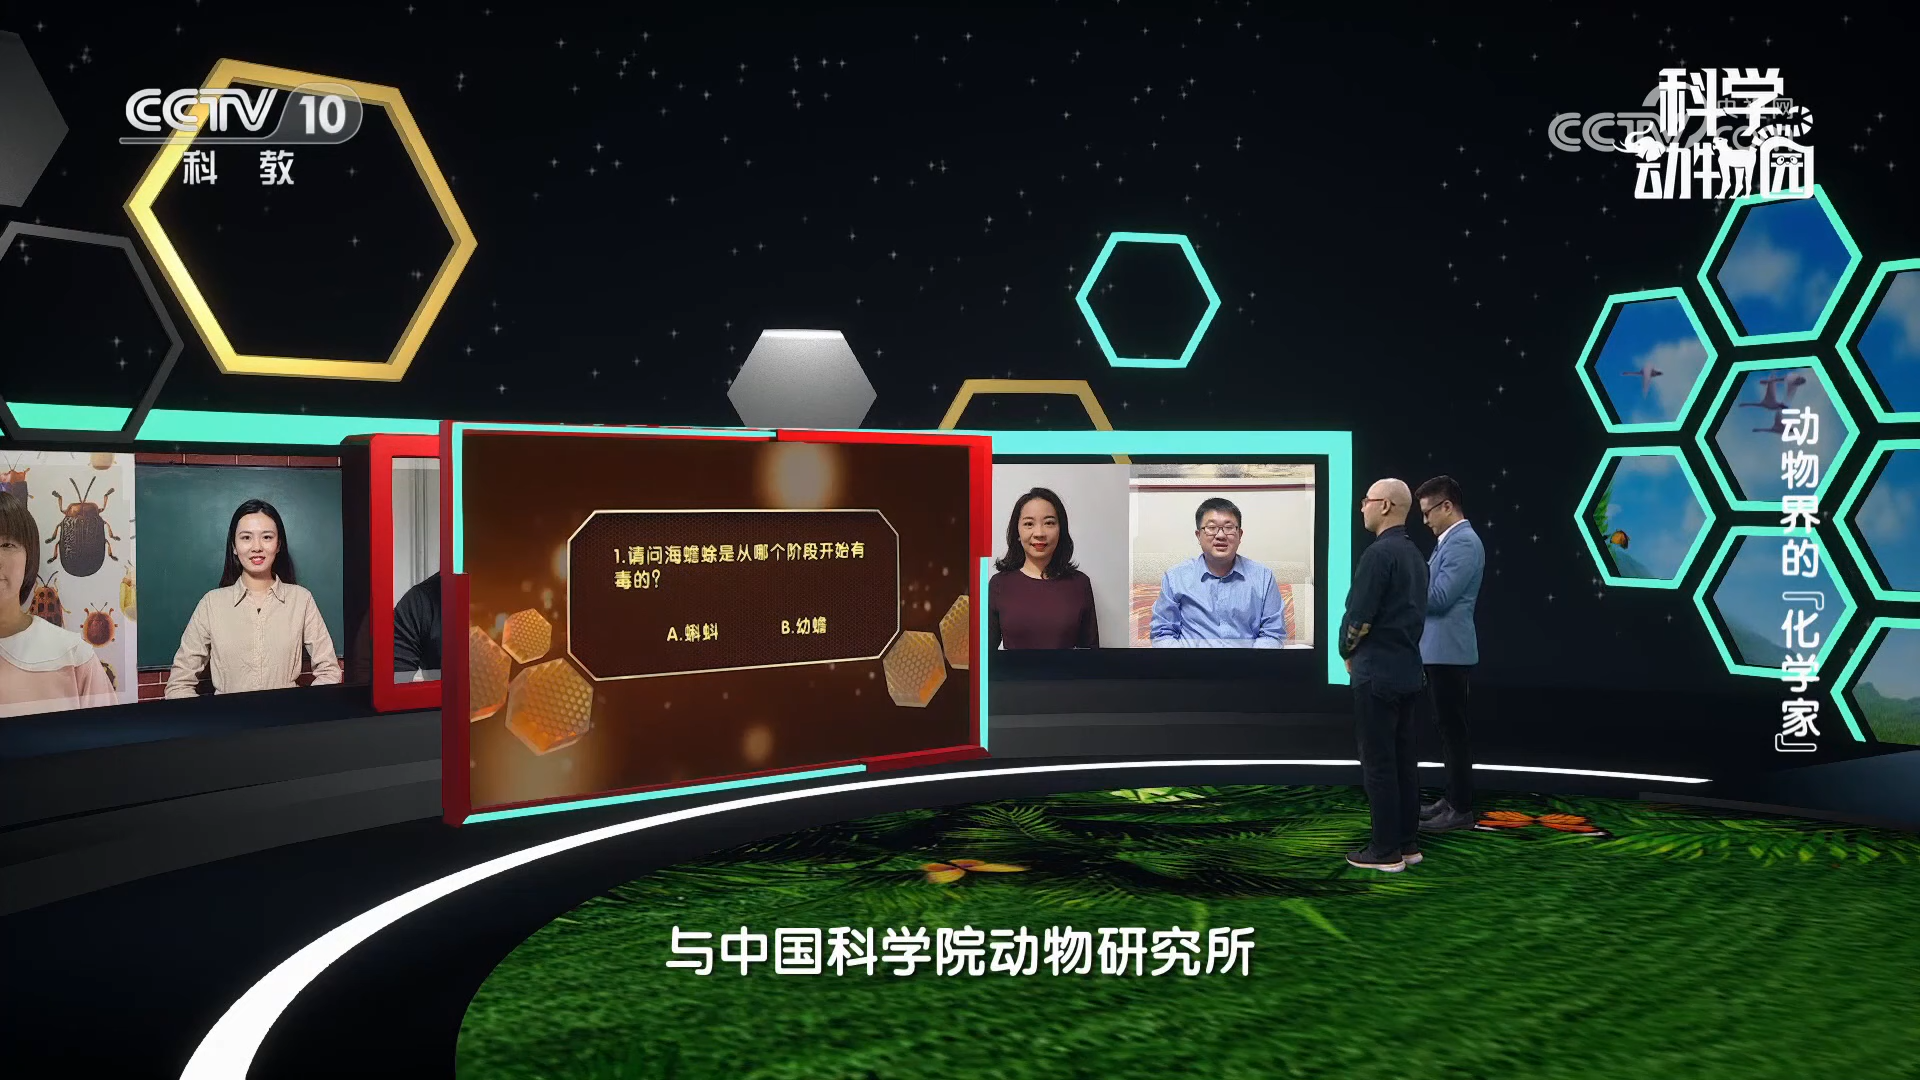 CCTV 10
科 教
科学
动物园
CCTV
动物界的『化学家』
1.请问海蟾蜍是从哪个阶段开始有
毒的?
A.蝌蚪
B.幼蟾
与中国科学院动物研究所